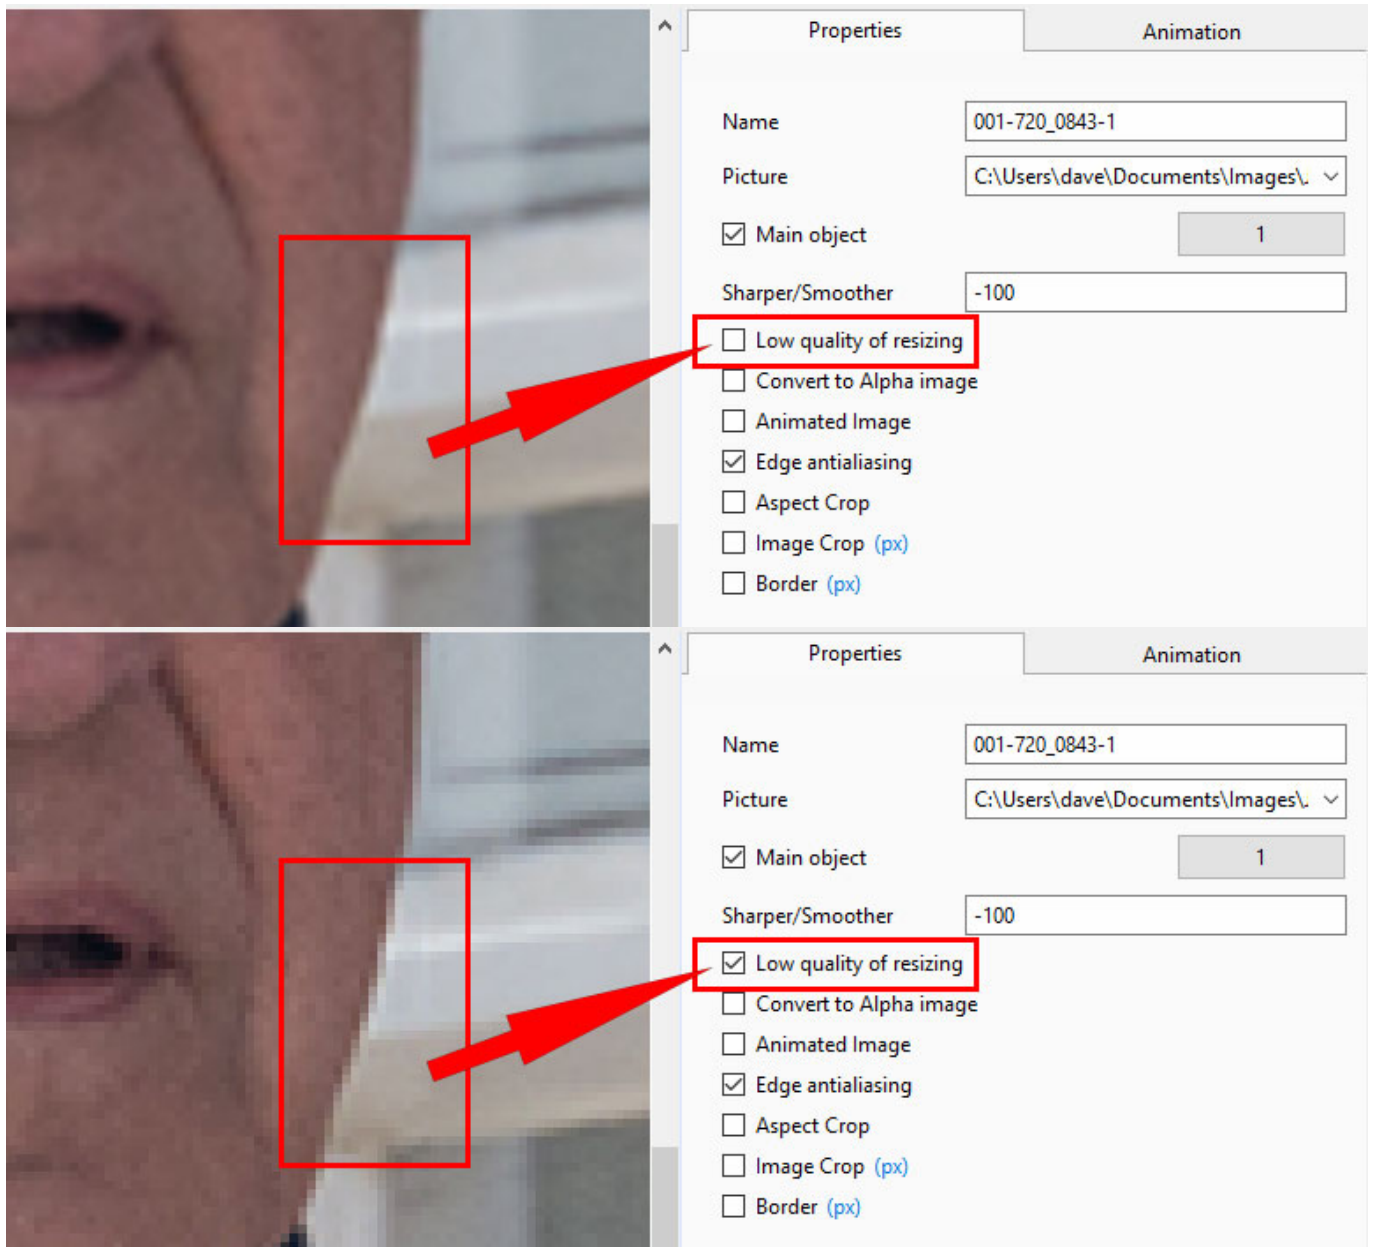 Properties Animation
Name 001-720_0843-1
Picture C:\Users\dave\Documents\Images\.
Main object 1
Sharper/Smoother -100
Low quality of resizing
Convert to Alpha image
Animated Image
Edge antialiasing
Aspect Crop
Image Crop (px)
Border (px)
Properties Animation
Name 001-720_0843-1
Picture C:\Users\dave\Documents\Images\.
Main object 1
Sharper/Smoother -100
Low quality of resizing
Convert to Alpha image
Animated Image
Edge antialiasing
Aspect Crop
Image Crop (px)
Border (px)